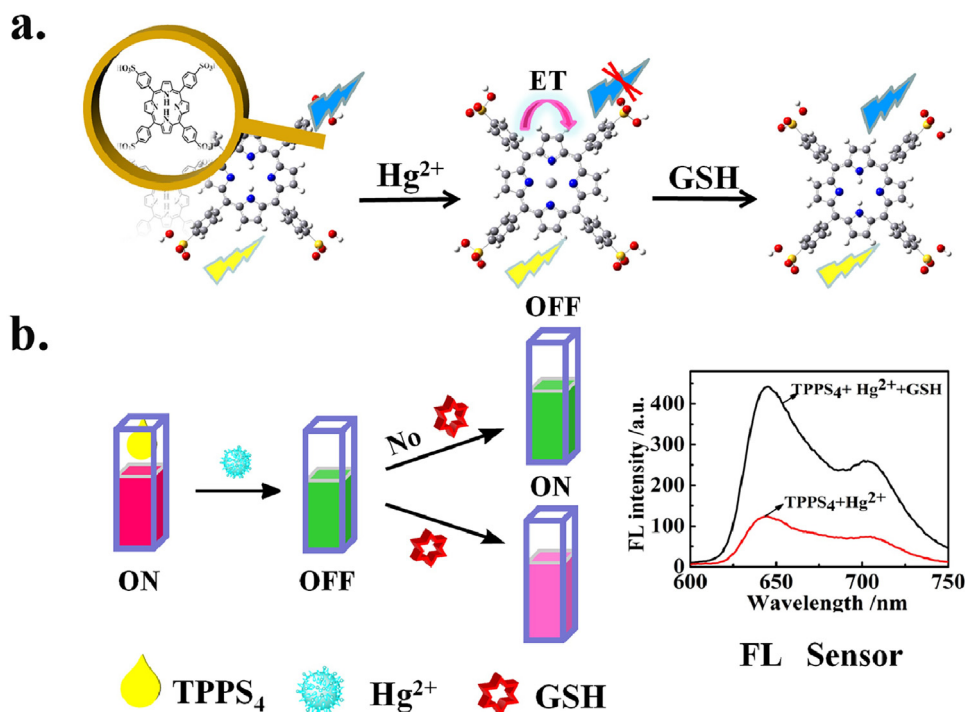 a.
SO3H
ET
Hg²⁺
GSH
b.
OFF
No
ON
ON
OFF
FL intensity /a.u.
400
300
200
100
0
TPPS₄+ Hg²⁺+GSH
TPPS₄+Hg²⁺
600 650 700 750
Wavelength /nm
FL Sensor
TPPS₄ Hg²⁺ GSH